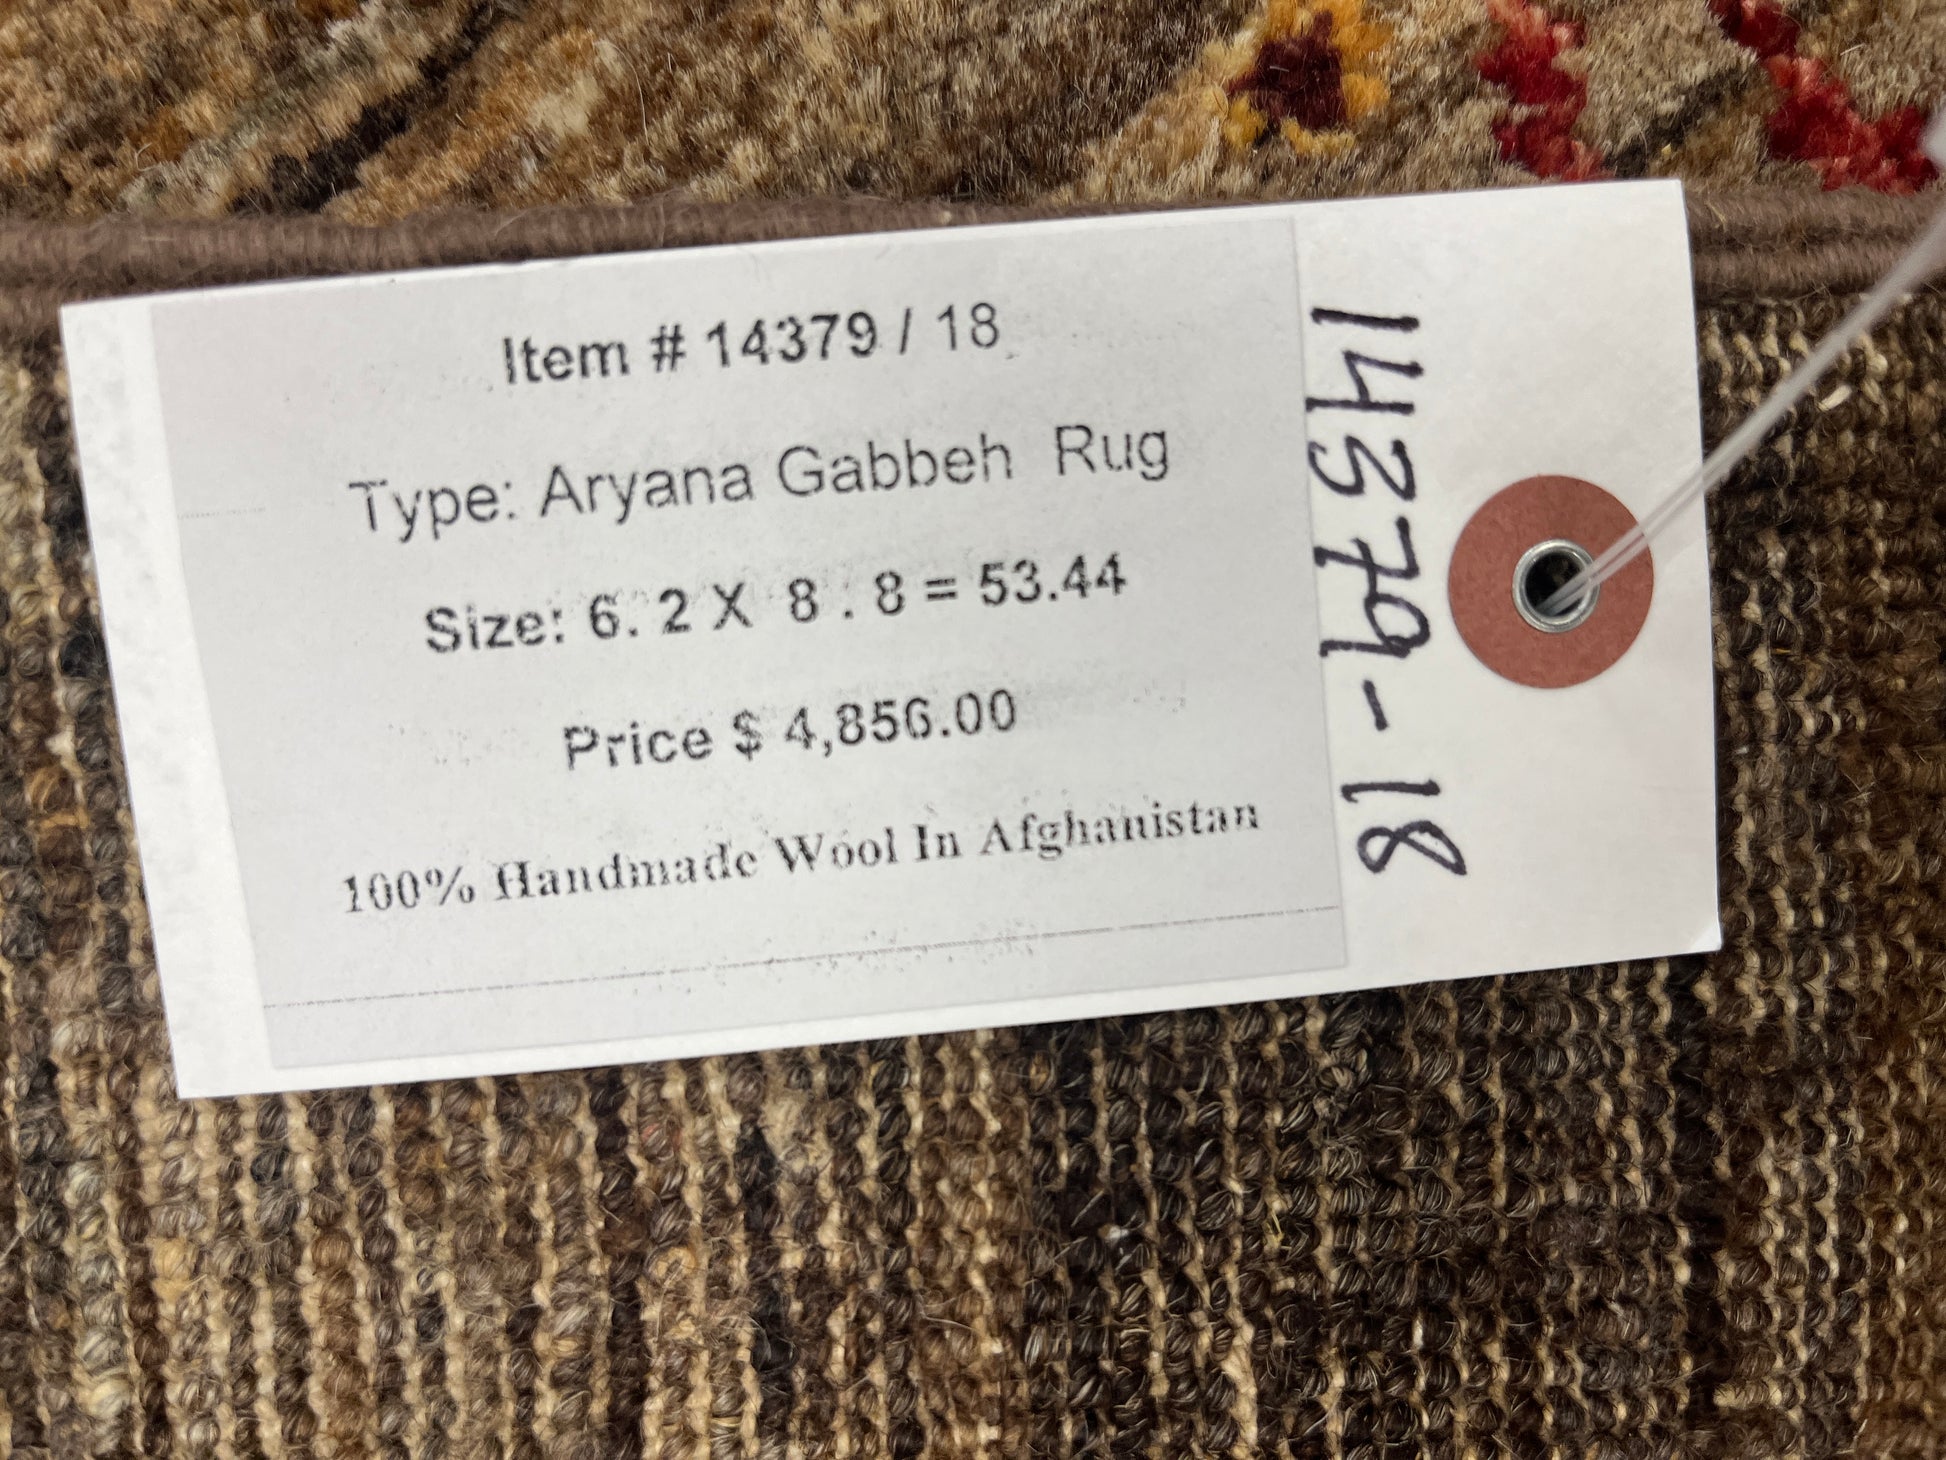 Item # 14379 / 18
Type: Aryana Gabbeh Rug
Size: 6. 2 X 8 . 8 = 53.44
Price $ 4,856.00
100% Handmade Wool In Afghanistan
14379-18